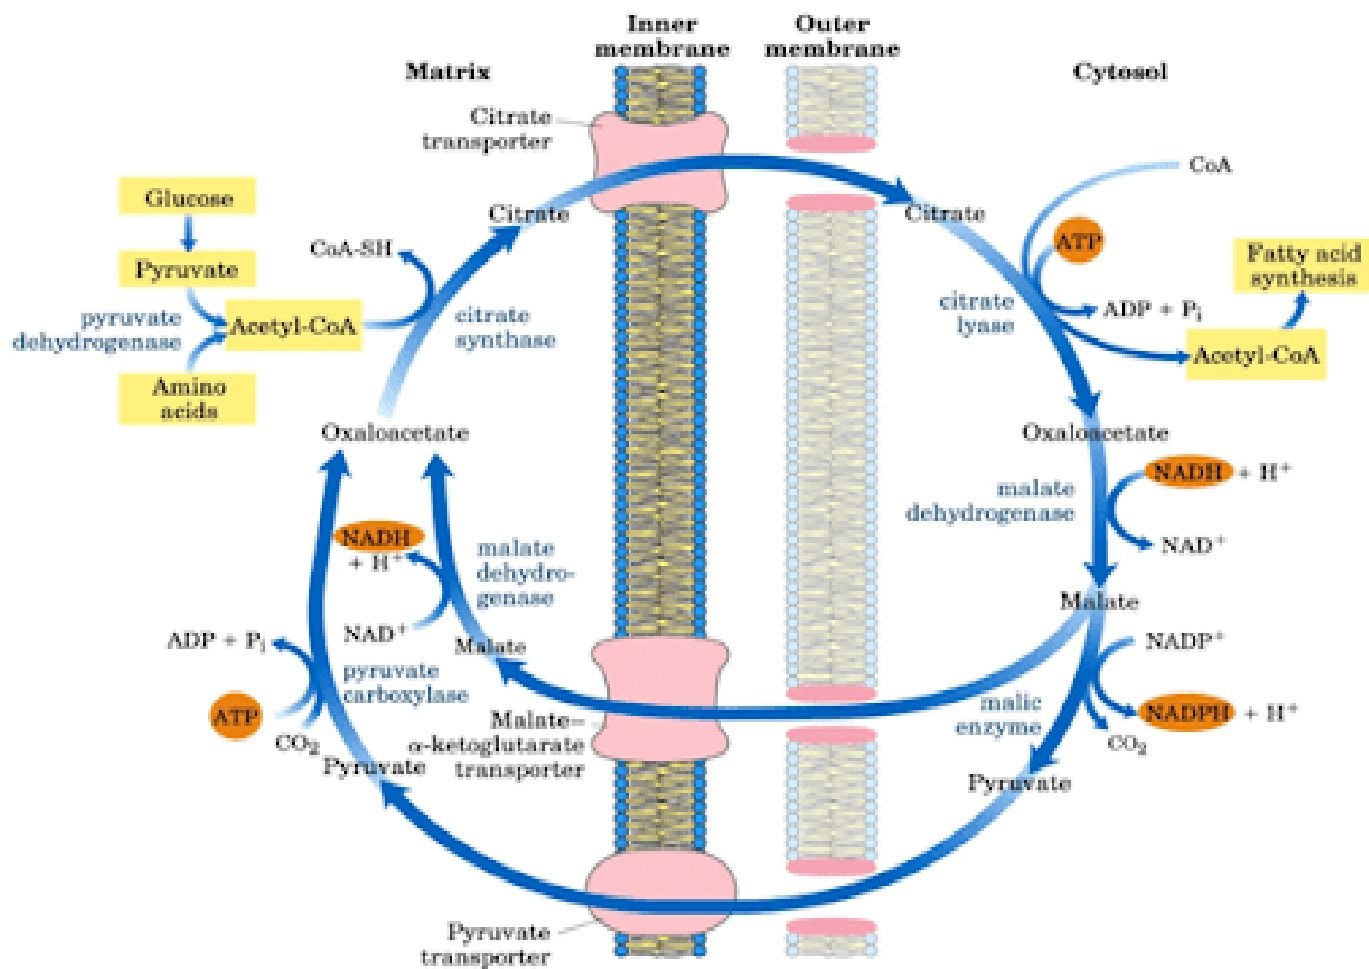 Inner
membrane
Outer
membrane
Matrix
Cytosol
Citrate
transporter
CoA
Glucose
Citrate
Citrate
CoA-SH
ATP
Pyruvate
Fatty acid
synthesis
pyruvate
dehydrogenase
Acetyl-CoA
citrate
synthase
citrate
lyase
ADP + Pi
Acetyl-CoA
Amino
acids
Oxaloacetate
Oxaloacetate
NADH + H+
malate
dehydrogenase
NADH
+ H+
malate
dehydro-
genase
NAD+
Malate
NAD+
Malate
NADP+
ADP + Pi
pyruvate
carboxylase
ATP
CO2
Pyruvate
Malate–
α-ketoglutarate
transporter
malic
enzyme
NADPH + H+
CO2
Pyruvate
Pyruvate
transporter